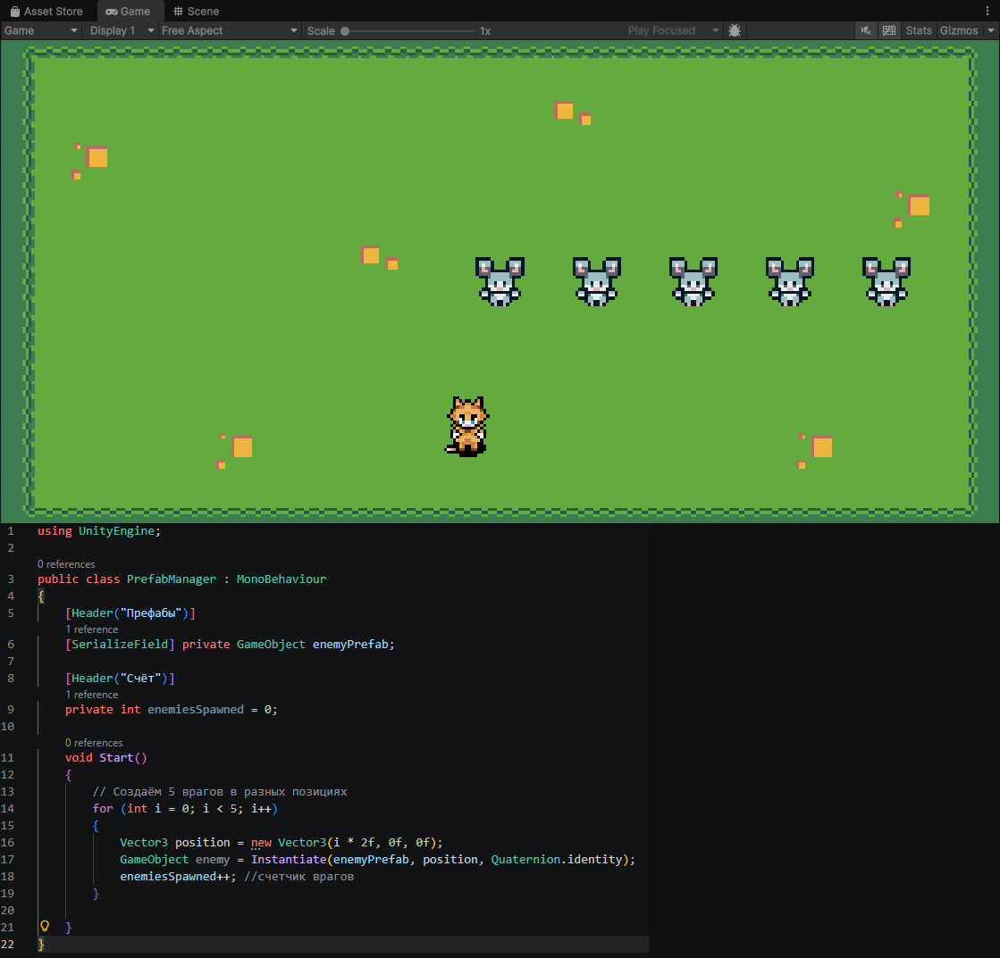 Asset Store Game Scene
Game Display 1 Free Aspect Scale 1x Play Focused Stats Gizmos
1 using UnityEngine;
2
0 references
3 public class PrefabManager : MonoBehaviour
4 {
5 [Header("Префабы")]
1 reference
6 [SerializeField] private GameObject enemyPrefab;
7
8 [Header("Счёт")]
1 reference
9 private int enemiesSpawned = 0;
10
0 references
11 void Start()
12 {
13 // Создаём 5 врагов в разных позициях
14 for (int i = 0; i < 5; i++)
15 {
16 Vector3 position = new Vector3(i * 2f, 0f, 0f);
17 GameObject enemy = Instantiate(enemyPrefab, position, Quaternion.identity);
18 enemiesSpawned++; //счетчик врагов
19 }
20
21 }
22 }